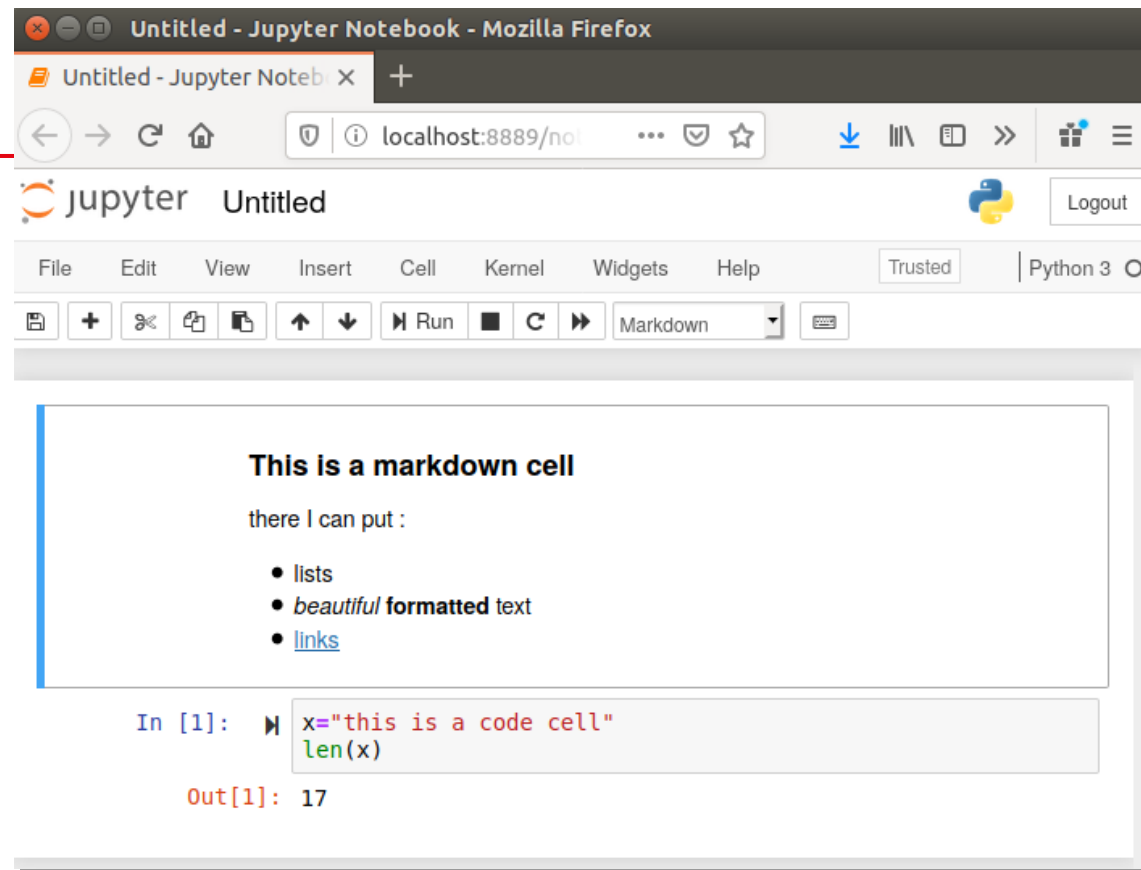 Untitled - Jupyter Notebook - Mozilla Firefox
Untitled - Jupyter Noteb
localhost:8889/no
jupyter Untitled Logout
File Edit View Insert Cell Kernel Widgets Help Trusted Python 3
Run Markdown
This is a markdown cell
there I can put :
lists
beautiful formatted text
links
In [1]: x="this is a code cell"
len(x)
Out[1]: 17